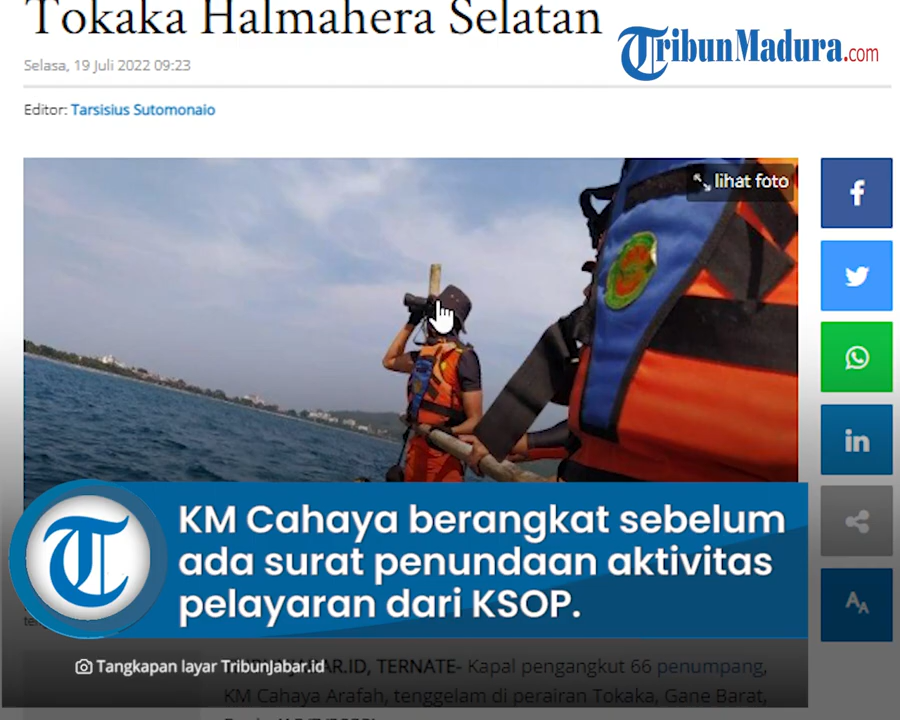 Tokaka Halmahera Selatan
TribunMadura.com
Selasa, 19 Juli 2022 09:23
Editor: Tarsisius Sutomonaio
lihat foto
KM Cahaya berangkat sebelum
ada surat penundaan aktivitas
pelayaran dari KSOP.
Tangkapan layar TribunJabar.id
AR.ID, TERNATE- Kapal pengangkut 66 penumpang,
KM Cahaya Arafah, tenggelam di perairan Tokaka, Gane Barat,